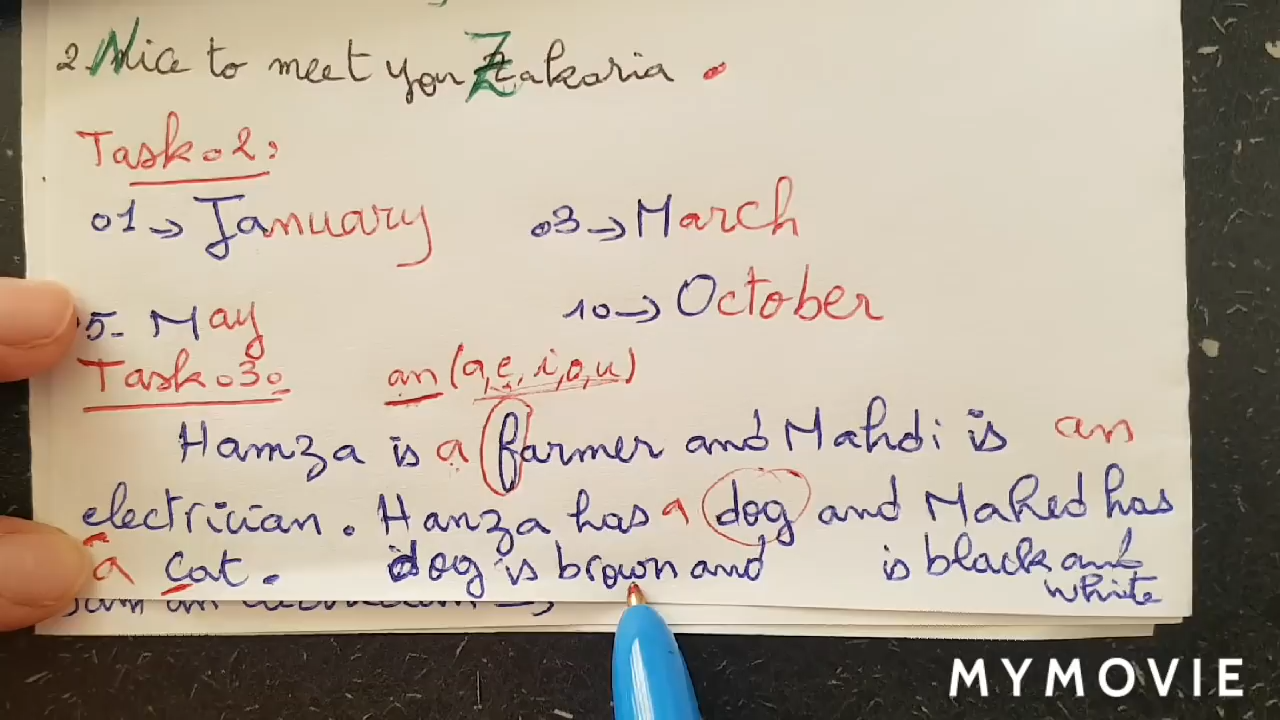 2 Nice to meet you Zakaria .
Task.2:
01→ January 03→ March
5- May 10→ October
Task.3: an (a,e,i,o,u)
Hamza is a farmer and Mahdi is an
electrician. Hanza has a dog and Maked has
a cat. dog is brown and is black and
white
MYMOVIE